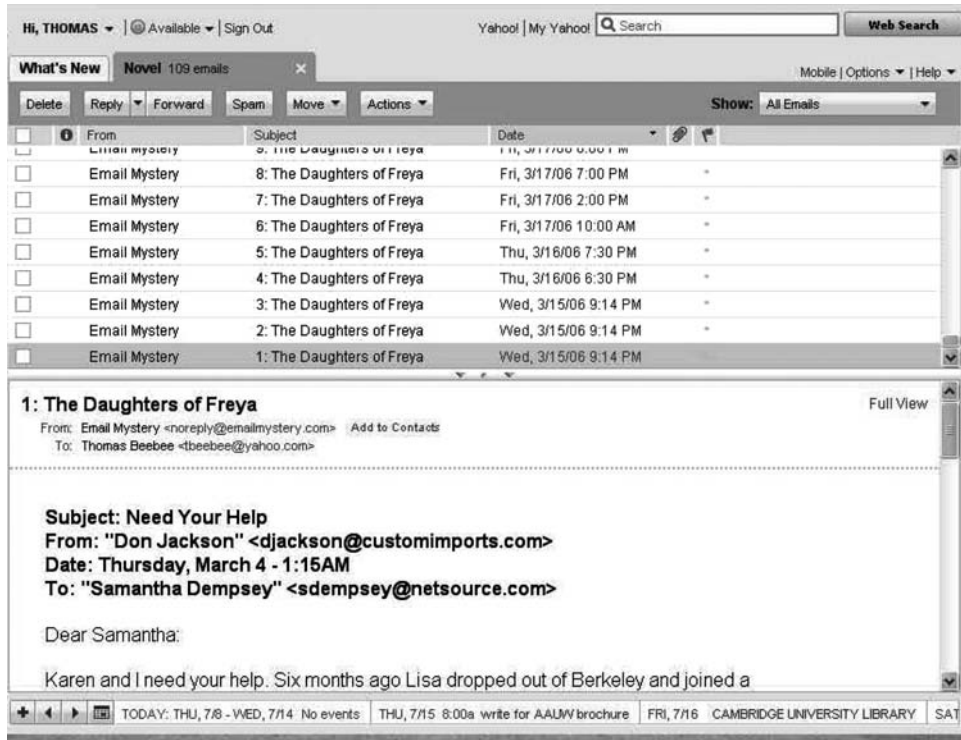 Hi, THOMAS | Available | Sign Out Yahoo! | My Yahoo! Search Web Search
What's New Novel 109 emails × Mobile | Options | Help
Delete Reply Forward Spam Move Actions Show: All Emails
From Subject Date
Email Mystery 9: The Daughters of Freya
Email Mystery 8: The Daughters of Freya Fri, 3/17/06 7:00 PM
Email Mystery 7: The Daughters of Freya Fri, 3/17/06 2:00 PM
Email Mystery 6: The Daughters of Freya Fri, 3/17/06 10:00 AM
Email Mystery 5: The Daughters of Freya Thu, 3/16/06 7:30 PM
Email Mystery 4: The Daughters of Freya Thu, 3/16/06 6:30 PM
Email Mystery 3: The Daughters of Freya Wed, 3/15/06 9:14 PM
Email Mystery 2: The Daughters of Freya Wed, 3/15/06 9:14 PM
Email Mystery 1: The Daughters of Freya Wed, 3/15/06 9:14 PM
1: The Daughters of Freya Full View
From: Email Mystery <noreply@emailmystery.com> Add to Contacts
To: Thomas Beebee <tbeebee@yahoo.com>
Subject: Need Your Help
From: "Don Jackson" <djackson@customimports.com>
Date: Thursday, March 4 - 1:15AM
To: "Samantha Dempsey" <sdempsey@netsource.com>
Dear Samantha:
Karen and I need your help. Six months ago Lisa dropped out of Berkeley and joined a
TODAY: THU, 7/8 - WED, 7/14 No events THU, 7/15 8:00a write for AAUW brochure FRI, 7/16 CAMBRIDGE UNIVERSITY LIBRARY SAT